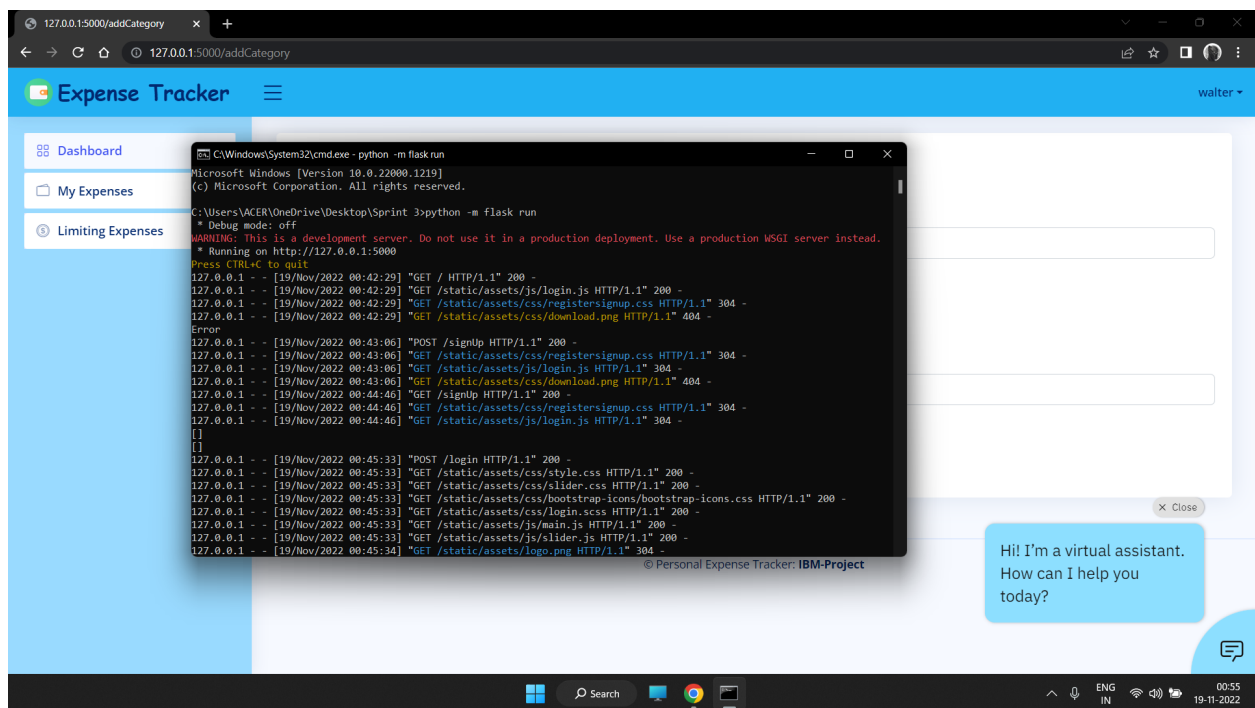 127.0.0.1:5000/addCategory
127.0.0.1:5000/addCategory
Expense Tracker
walter
Dashboard
My Expenses
Limiting Expenses
C:\Windows\System32\cmd.exe - python -m flask run
Microsoft Windows [Version 10.0.22000.1219]
(c) Microsoft Corporation. All rights reserved.
C:\Users\ACER\OneDrive\Desktop\Sprint 3>python -m flask run
* Debug mode: off
WARNING: This is a development server. Do not use it in a production deployment. Use a production WSGI server instead.
* Running on http://127.0.0.1:5000
Press CTRL+C to quit
127.0.0.1 - - [19/Nov/2022 00:42:29] "GET / HTTP/1.1" 200 -
127.0.0.1 - - [19/Nov/2022 00:42:29] "GET /static/assets/js/login.js HTTP/1.1" 200 -
127.0.0.1 - - [19/Nov/2022 00:42:29] "GET /static/assets/css/registersignup.css HTTP/1.1" 304 -
127.0.0.1 - - [19/Nov/2022 00:42:29] "GET /static/assets/css/download.png HTTP/1.1" 404 -
Error
127.0.0.1 - - [19/Nov/2022 00:43:06] "POST /signUp HTTP/1.1" 200 -
127.0.0.1 - - [19/Nov/2022 00:43:06] "GET /static/assets/css/registersignup.css HTTP/1.1" 304 -
127.0.0.1 - - [19/Nov/2022 00:43:06] "GET /static/assets/js/login.js HTTP/1.1" 304 -
127.0.0.1 - - [19/Nov/2022 00:43:06] "GET /static/assets/css/download.png HTTP/1.1" 404 -
127.0.0.1 - - [19/Nov/2022 00:44:46] "GET /signUp HTTP/1.1" 200 -
127.0.0.1 - - [19/Nov/2022 00:44:46] "GET /static/assets/css/registersignup.css HTTP/1.1" 304 -
127.0.0.1 - - [19/Nov/2022 00:44:46] "GET /static/assets/js/login.js HTTP/1.1" 304 -
[]
[]
127.0.0.1 - - [19/Nov/2022 00:45:33] "POST /login HTTP/1.1" 200 -
127.0.0.1 - - [19/Nov/2022 00:45:33] "GET /static/assets/css/style.css HTTP/1.1" 200 -
127.0.0.1 - - [19/Nov/2022 00:45:33] "GET /static/assets/css/slider.css HTTP/1.1" 200 -
127.0.0.1 - - [19/Nov/2022 00:45:33] "GET /static/assets/css/bootstrap-icons/bootstrap-icons.css HTTP/1.1" 200 -
127.0.0.1 - - [19/Nov/2022 00:45:33] "GET /static/assets/css/login.scss HTTP/1.1" 200 -
127.0.0.1 - - [19/Nov/2022 00:45:33] "GET /static/assets/js/main.js HTTP/1.1" 200 -
127.0.0.1 - - [19/Nov/2022 00:45:33] "GET /static/assets/js/slider.js HTTP/1.1" 200 -
127.0.0.1 - - [19/Nov/2022 00:45:34] "GET /static/assets/logo.png HTTP/1.1" 304 -
Close
Hi! I'm a virtual assistant.
How can I help you
today?
© Personal Expense Tracker: IBM-Project
Search
ENG
IN
00:55
19-11-2022